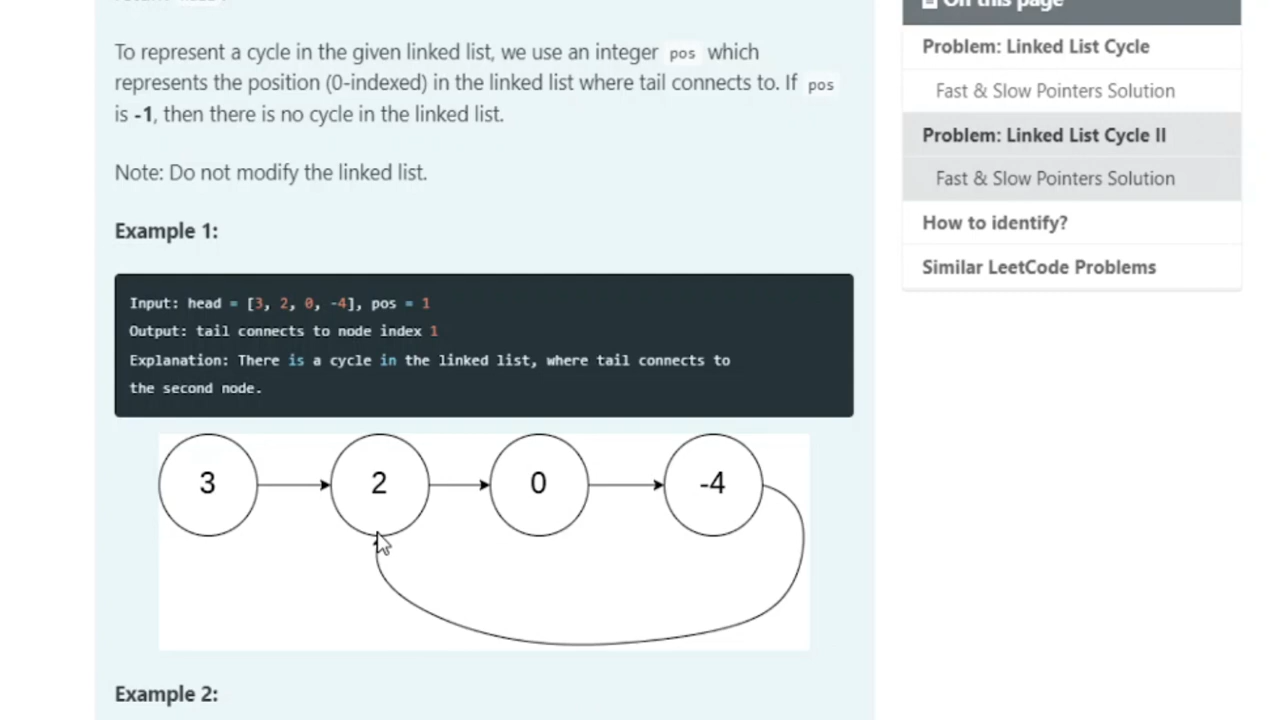 To represent a cycle in the given linked list, we use an integer pos which
represents the position (0-indexed) in the linked list where tail connects to. If pos
is -1, then there is no cycle in the linked list.
Note: Do not modify the linked list.
Example 1:
Input: head = [3, 2, 0, -4], pos = 1
Output: tail connects to node index 1
Explanation: There is a cycle in the linked list, where tail connects to
the second node.
3 2 0 -4
Example 2:
On this page
Problem: Linked List Cycle
Fast & Slow Pointers Solution
Problem: Linked List Cycle II
Fast & Slow Pointers Solution
How to identify?
Similar LeetCode Problems